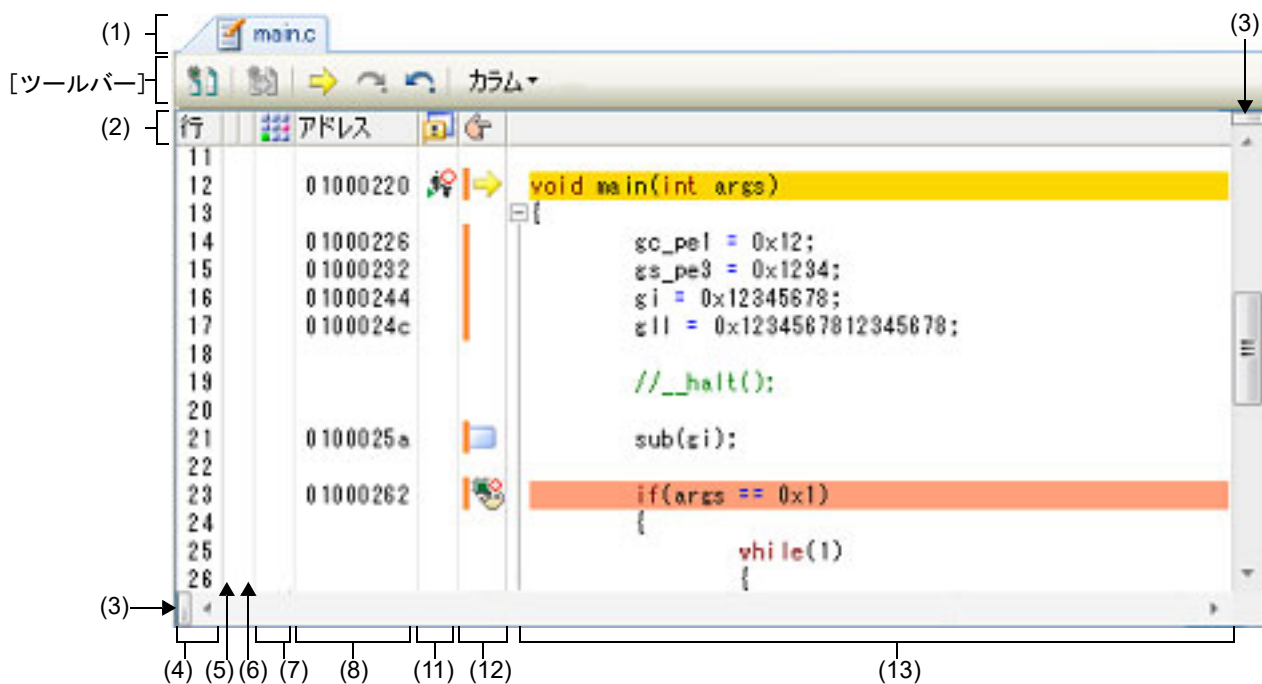 (1) main.c (3)
[ツールバー] カラム
(2) 行 アドレス
11
12 01000220 void main(int args)
13 {
14 01000226 gc_pe1 = 0x12;
15 01000232 gs_pe3 = 0x1234;
16 01000244 gi = 0x12345678;
17 0100024c gll = 0x1234567812345678;
18
19 //__halt();
20
21 0100025a sub(gi);
22
23 01000262 if(args == 0x1)
24 {
25 while(1)
26 {
(3)
(4) (5) (6) (7) (8) (11) (12) (13)